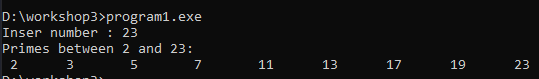 D:\workshop3>program1.exe
Inser number : 23
Primes between 2 and 23:
2 3 5 7 11 13 17 19 23